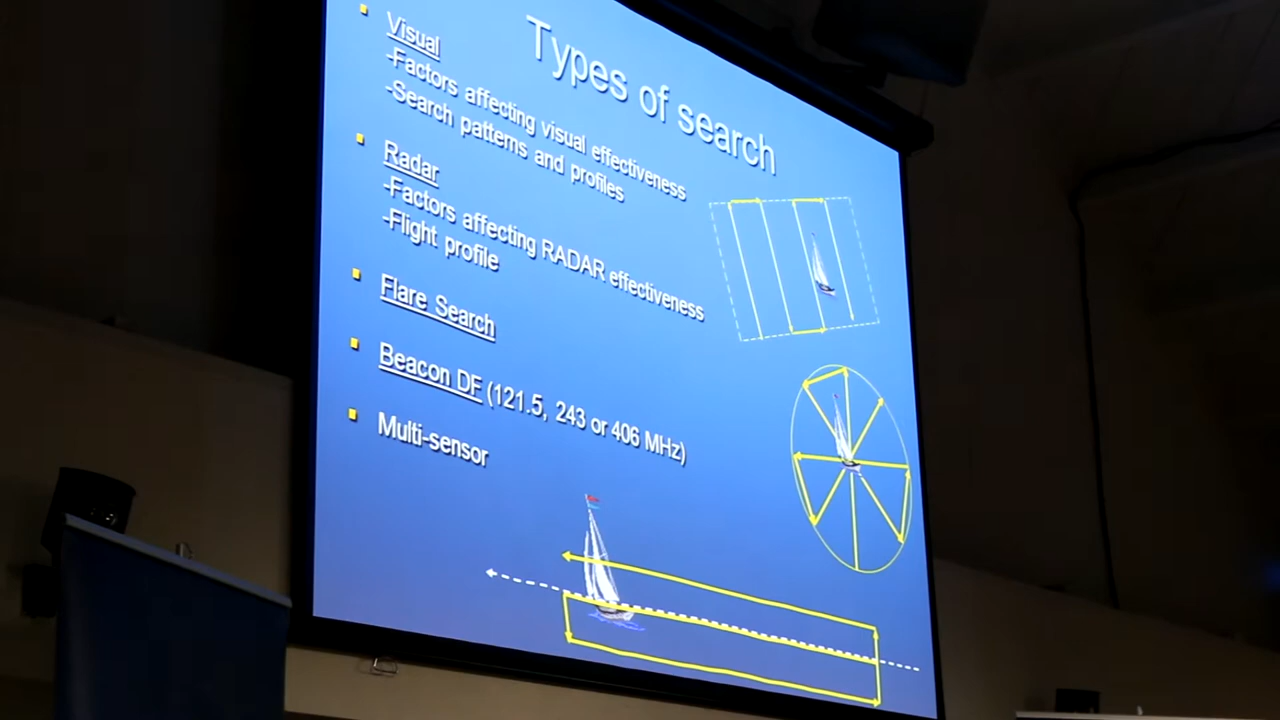 Types of search
Visual
-Factors affecting visual effectiveness
-Search patterns and profiles
Radar
-Factors affecting RADAR effectiveness
-Flight profile
Flare Search
Beacon DF (121.5, 243 or 406 MHz)
Multi-sensor